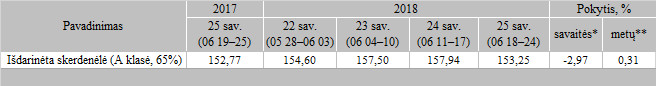 Pavadinimas 2017 2018 Pokytis, %
25 sav. (06 19–25) 22 sav. (05 28–06 03) 23 sav. (06 04–10) 24 sav. (06 11–17) 25 sav. (06 18–24) savaitės* metų**
Išdarinėta skerdenėlė (A klasė, 65%) 152,77 154,60 157,50 157,94 153,25 -2,97 0,31